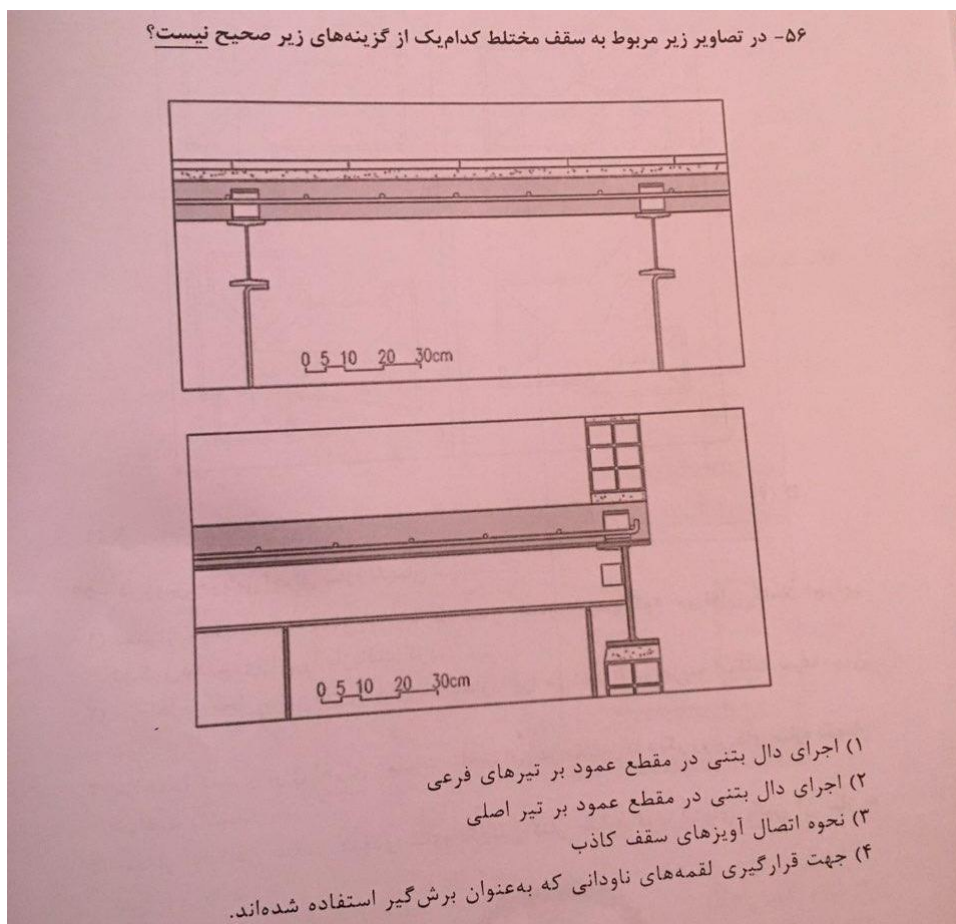 ۵۶- در تصاویر زیر مربوط به سقف مختلط کدام‌یک از گزینه‌های زیر صحیح نیست؟
0 5 10 20 30cm
0 5 10 20 30cm
۱) اجرای دال بتنی در مقطع عمود بر تیرهای فرعی
۲) اجرای دال بتنی در مقطع عمود بر تیر اصلی
۳) نحوه اتصال آویزهای سقف کاذب
۴) جهت قرارگیری لقمه‌های ناودانی که به‌عنوان برش‌گیر استفاده شده‌اند.